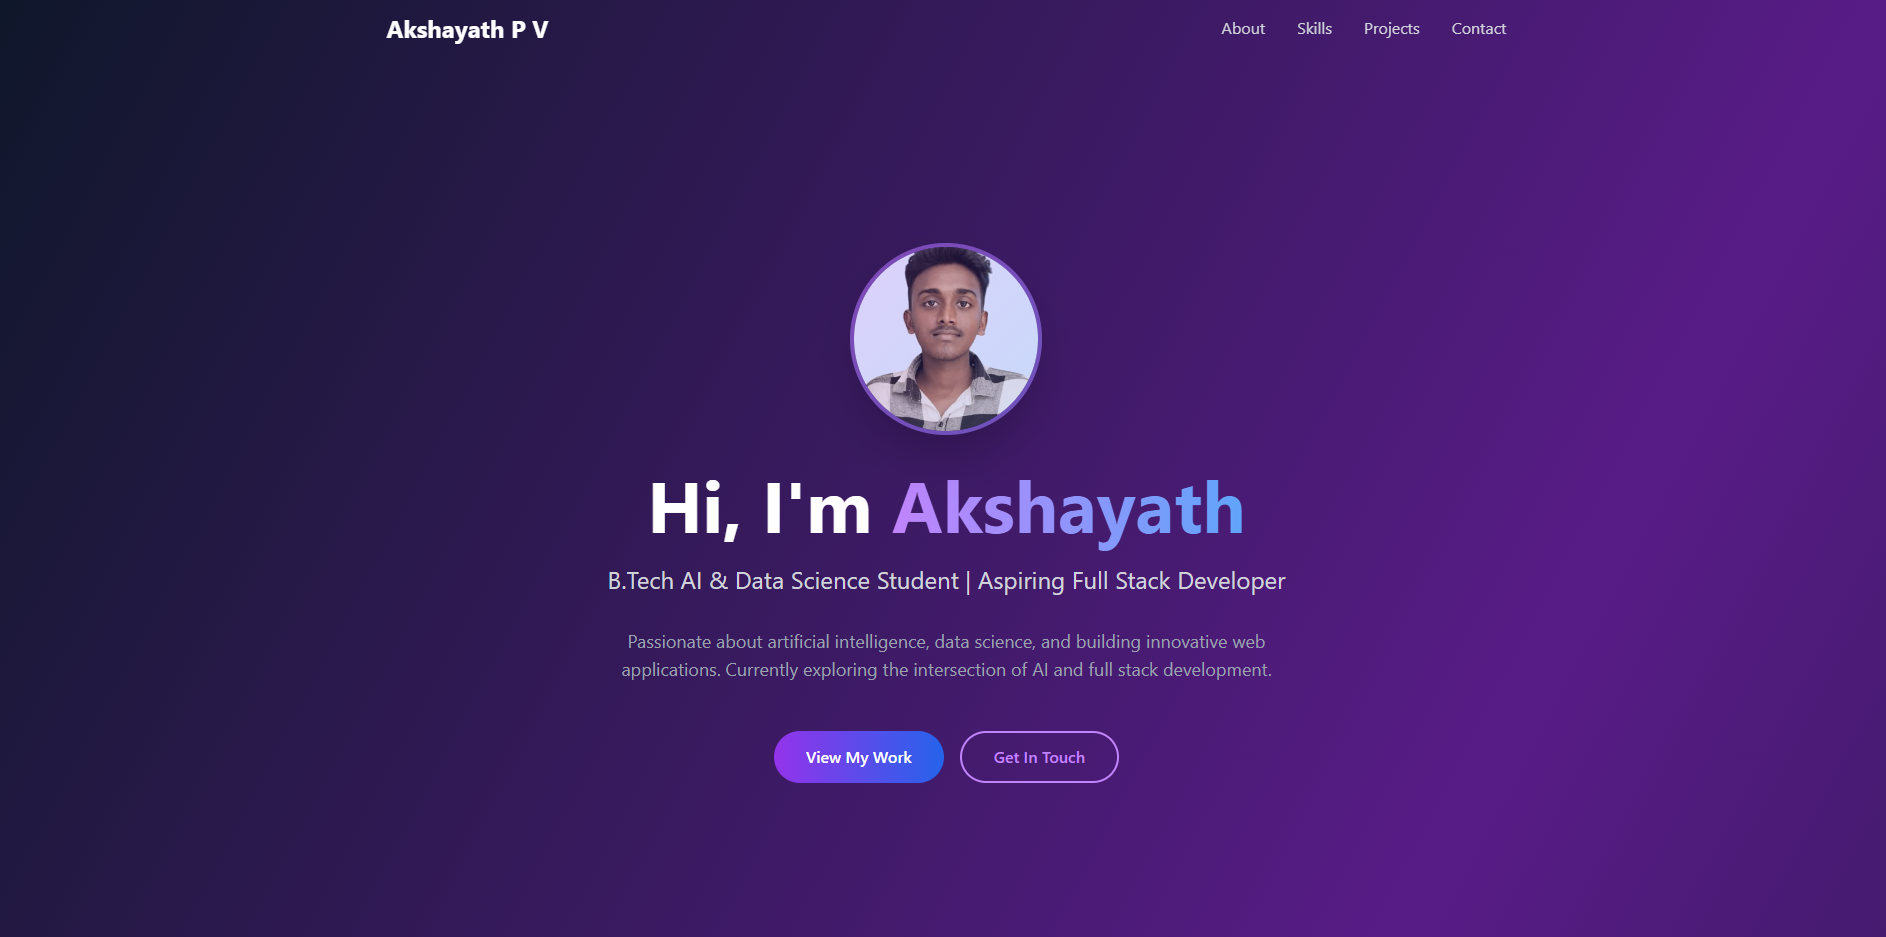 Akshayath P V
About
Skills
Projects
Contact
Hi, I'm Akshayath
B.Tech AI & Data Science Student | Aspiring Full Stack Developer
Passionate about artificial intelligence, data science, and building innovative web
applications. Currently exploring the intersection of AI and full stack development.
View My Work
Get In Touch